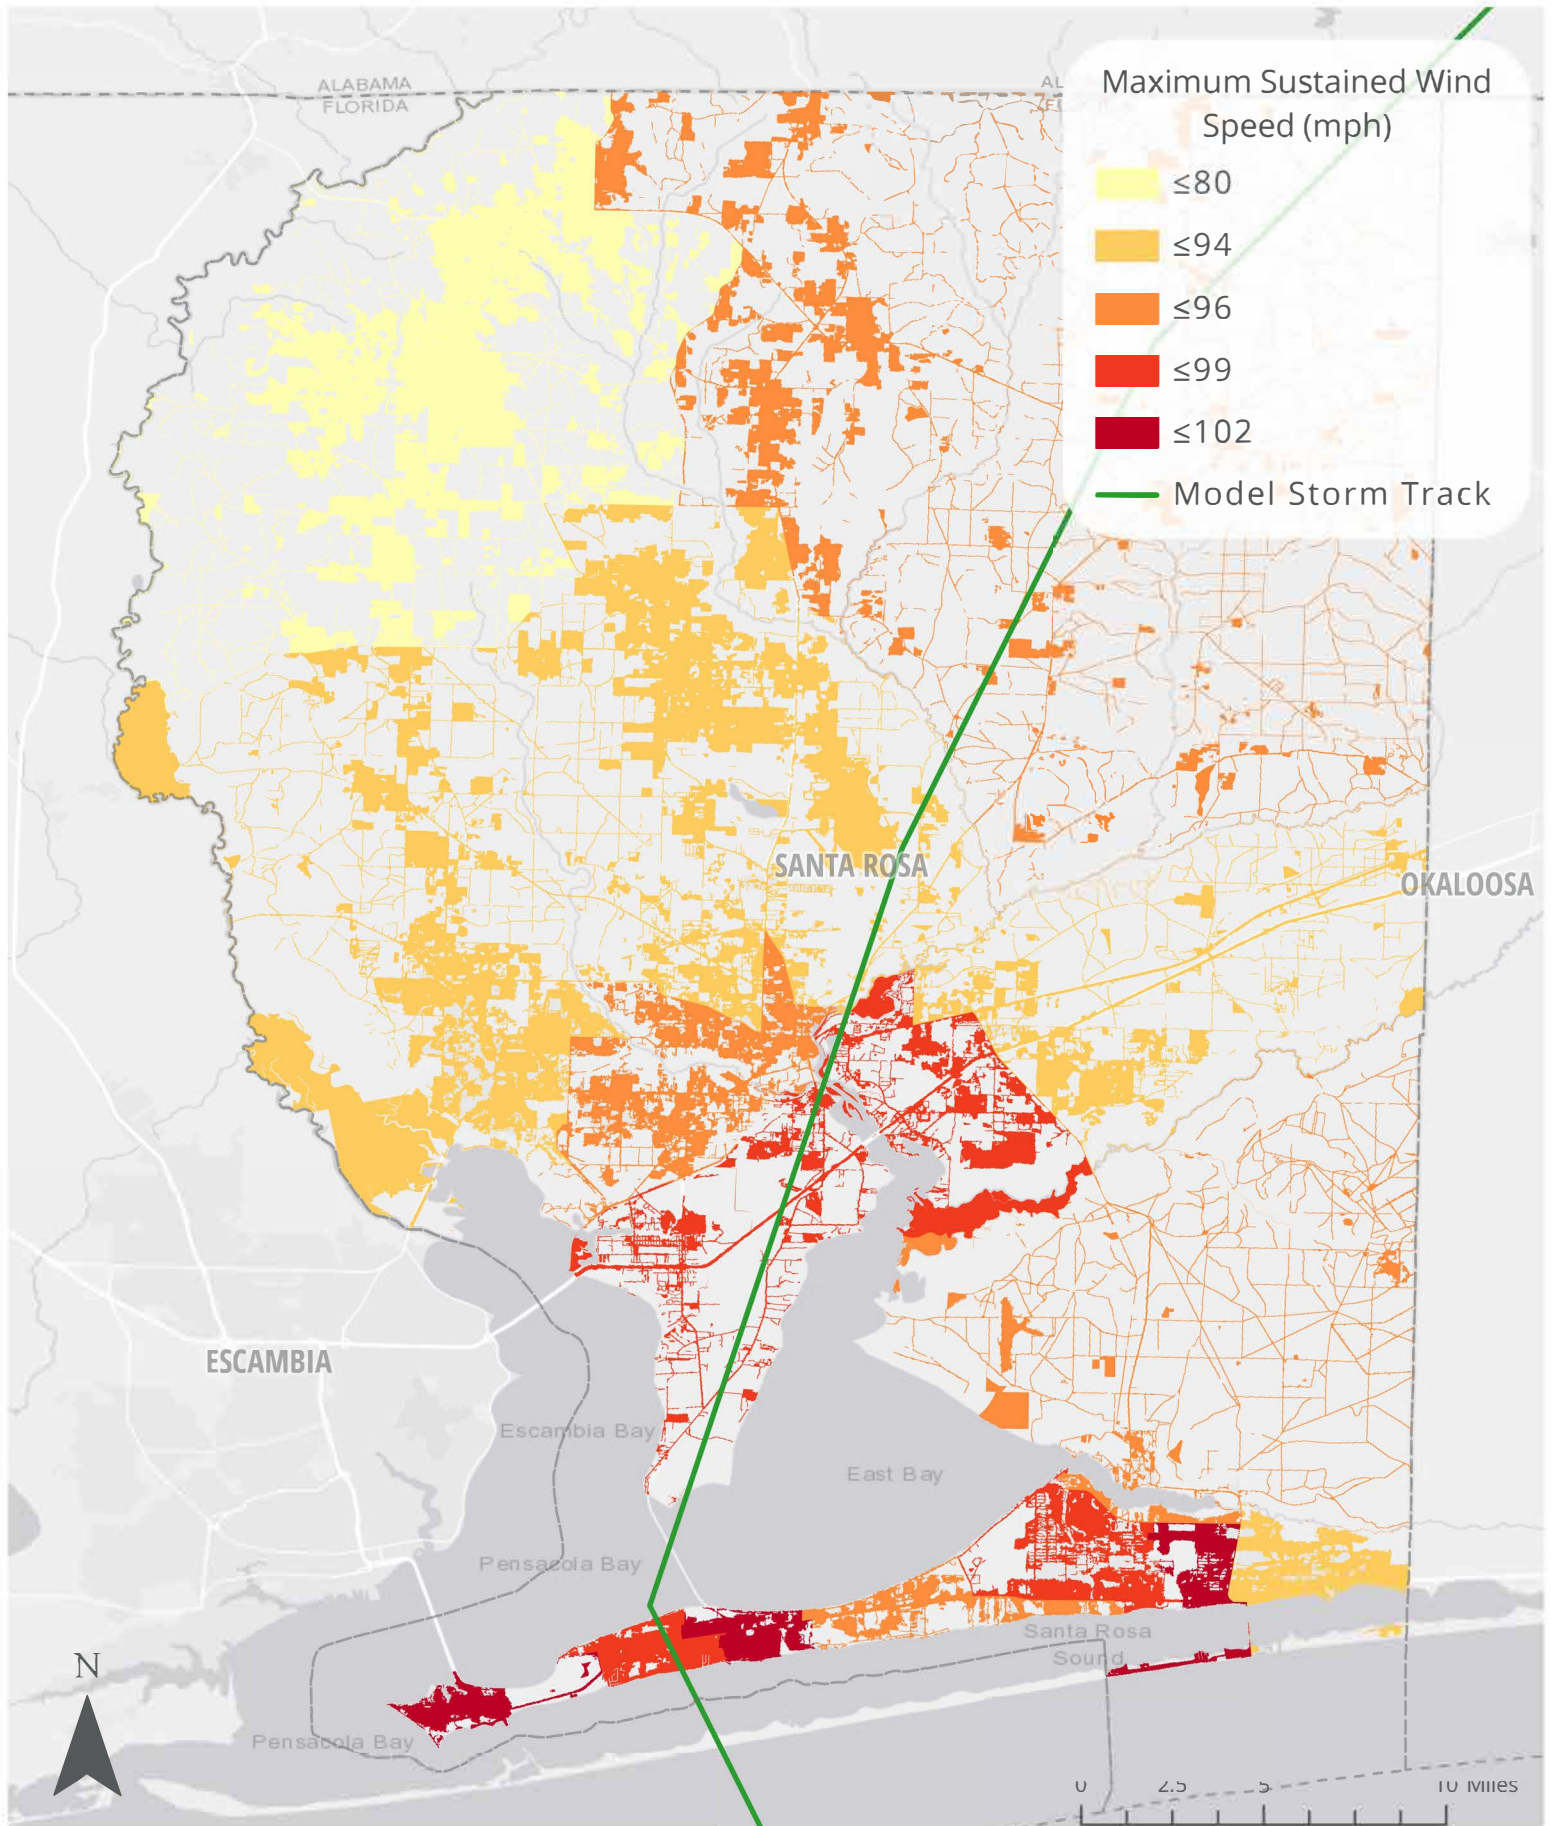 ALABAMA
FLORIDA
AL
Maximum Sustained Wind
Speed (mph)
≤80
≤94
≤96
≤99
≤102
Model Storm Track
SANTA ROSA
OKALOOSA
ESCAMBIA
Escambia Bay
East Bay
Pensacola Bay
Santa Rosa
Sound
N
Pensacola Bay
0 2.5 5 10 Miles